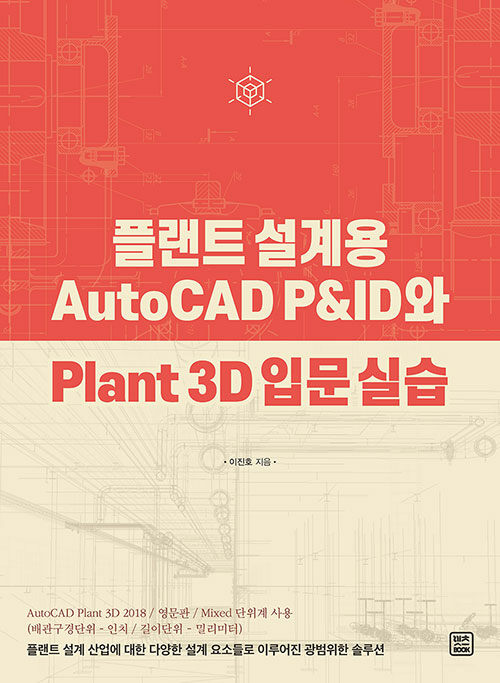 플랜트 설계용
AutoCAD P&ID와
Plant 3D 입문 실습
• 이진호 지음 •
AutoCAD Plant 3D 2018 / 영문판 / Mixed 단위계 사용
(배관구경단위 - 인치 / 길이단위 - 밀리미터)
플랜트 설계 산업에 대한 다양한 설계 요소들로 이루어진 광범위한 솔루션
렛츠
BOOK